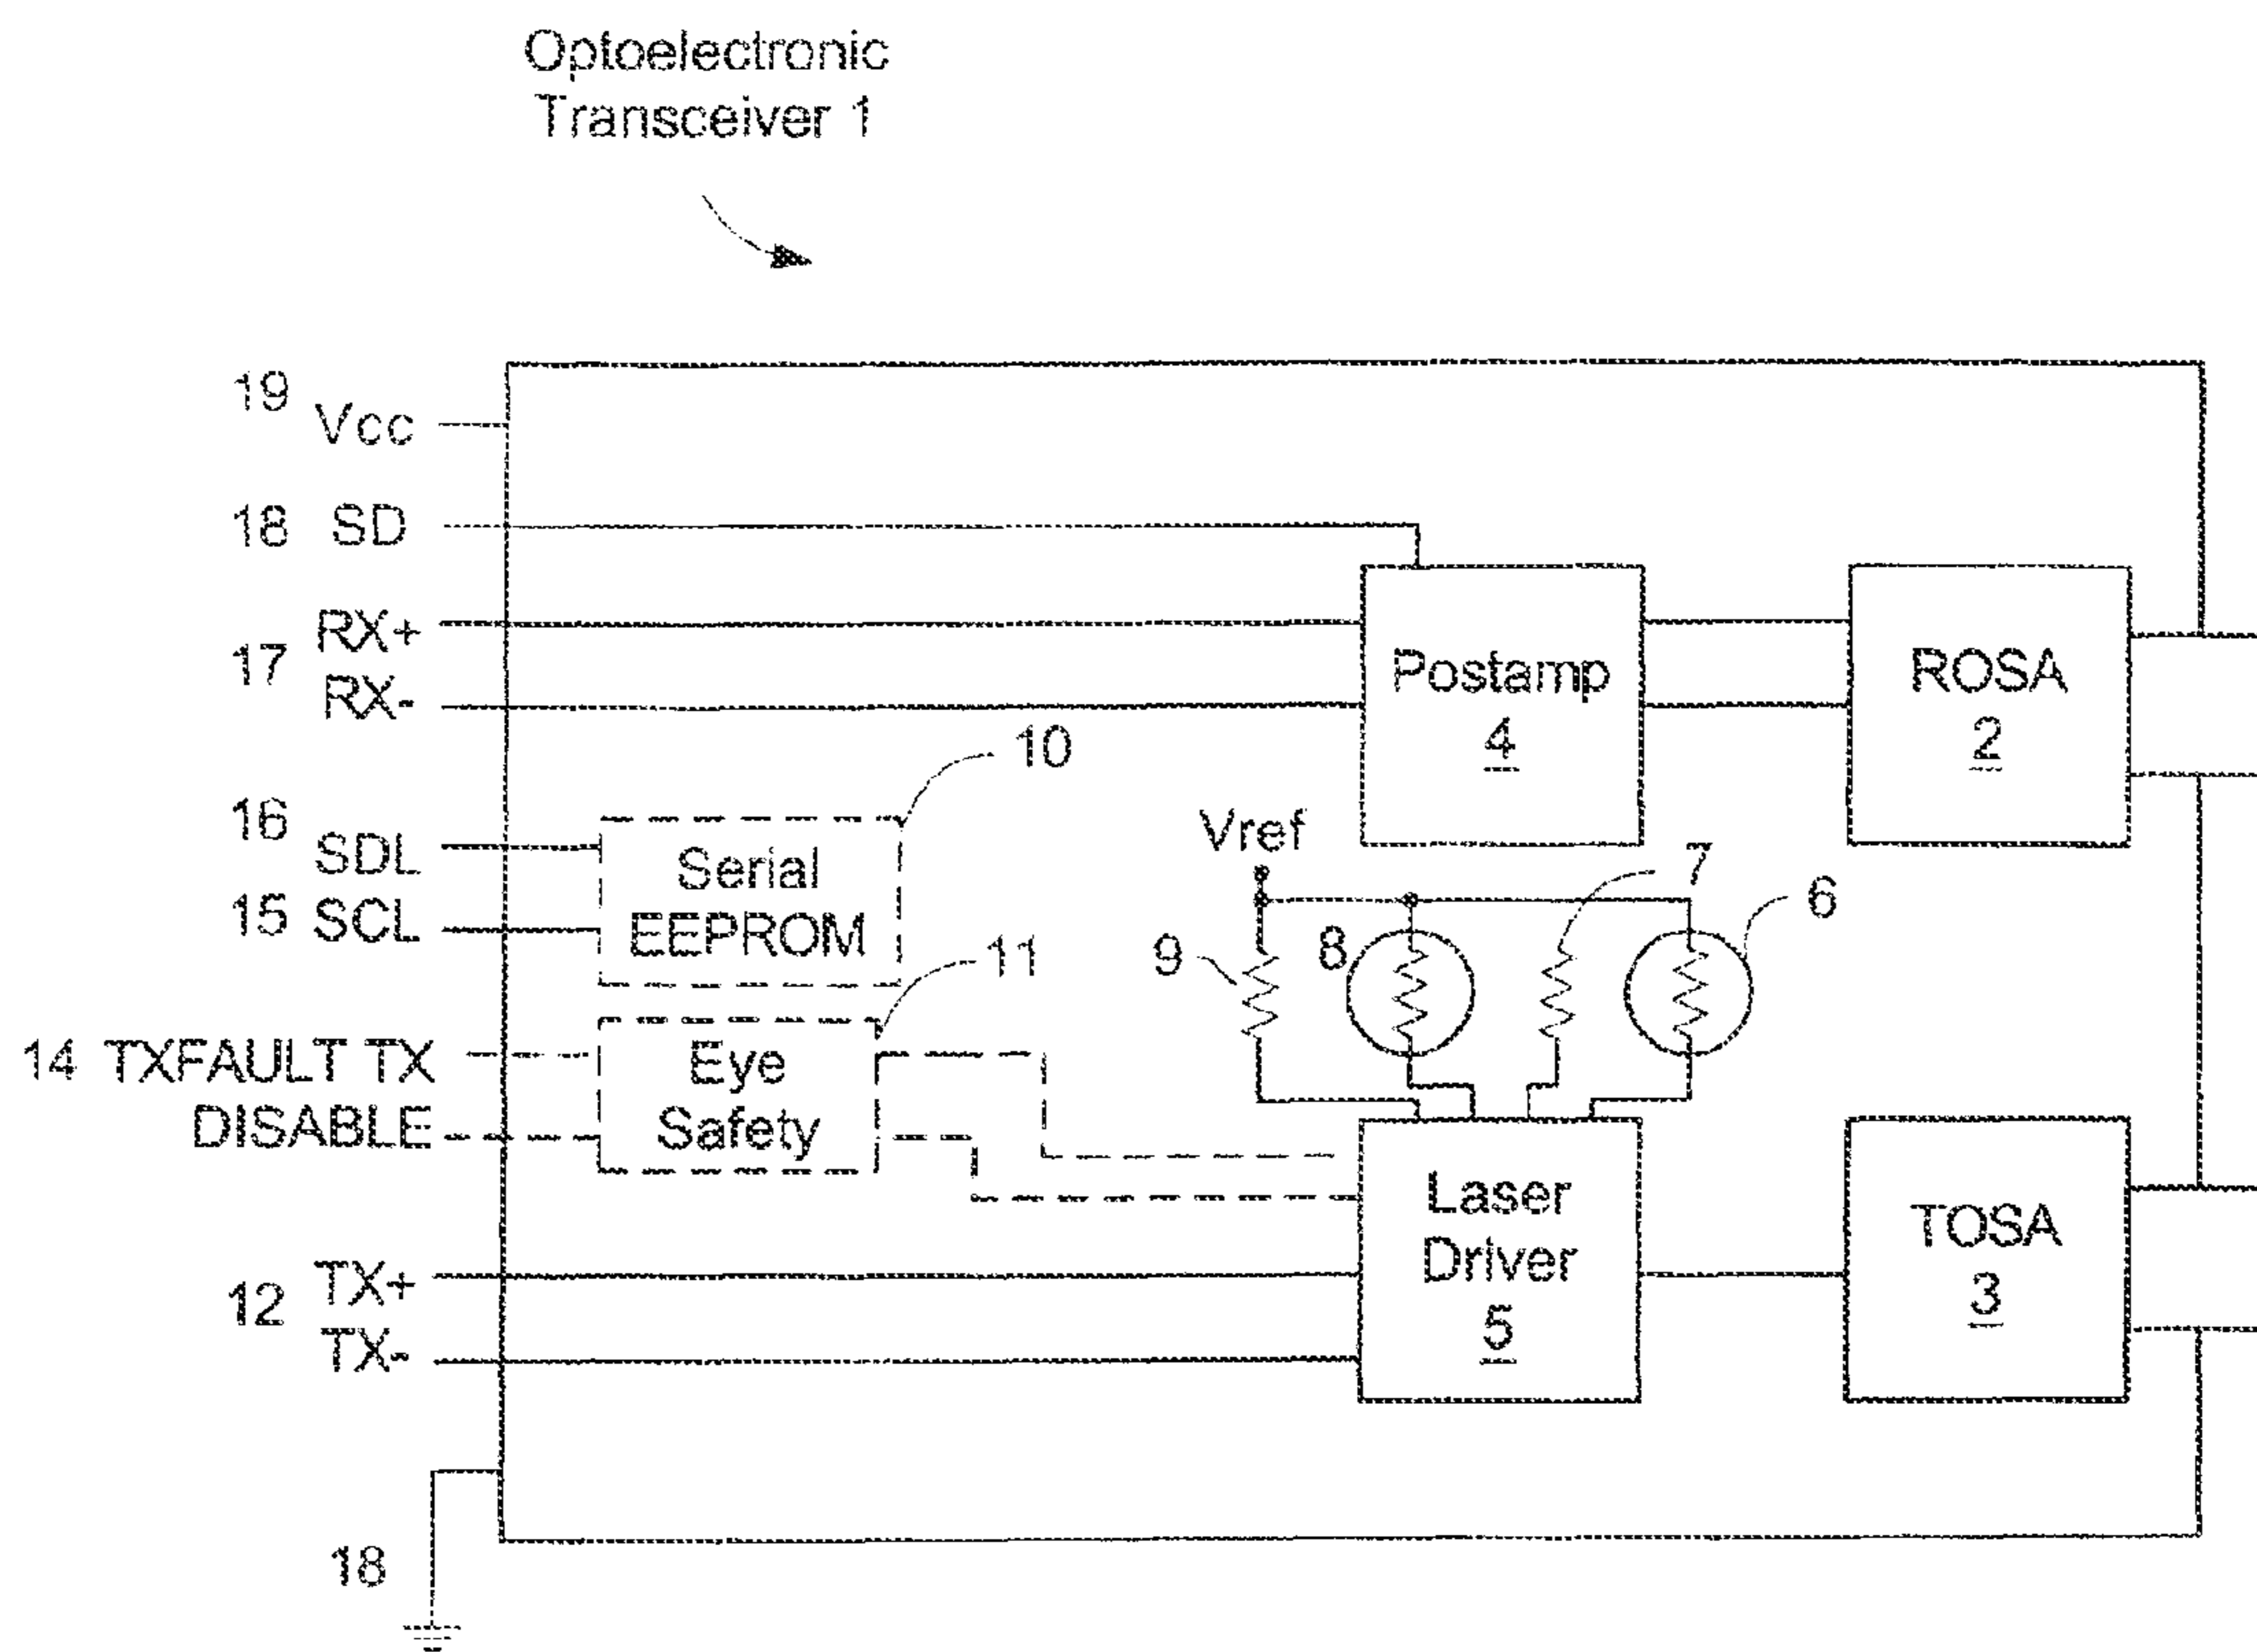 Optoelectronic
Transceiver 1
19
Vcc
18 SD
RX+
17
RX-
Postamp
4
ROSA
2
10
16
SDL
15 SCL
Serial
EEPROM
Vref
7
6
8
9
11
14 TXFAULT TX
DISABLE
Eye
Safety
Laser
Driver
5
TOSA
3
TX+
12
TX-
18